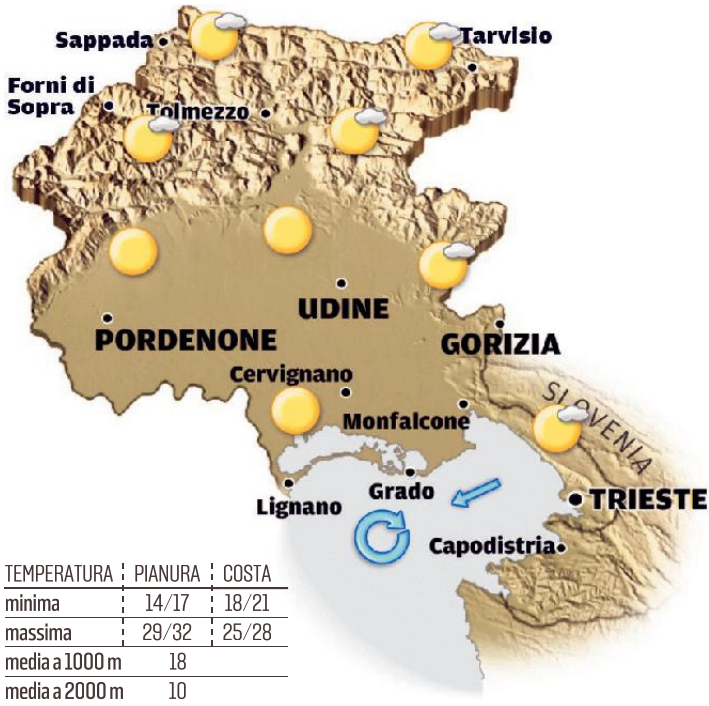 Sappada
Tarvisio
Forni di
Sopra
Tolmezzo
UDINE
PORDENONE
GORIZIA
Cervignano
SLOVENIA
Monfalcone
Grado
TRIESTE
Lignano
Capodistria
TEMPERATURA PIANURA COSTA
minima 14/17 18/21
massima 29/32 25/28
media a 1000 m 18
media a 2000 m 10